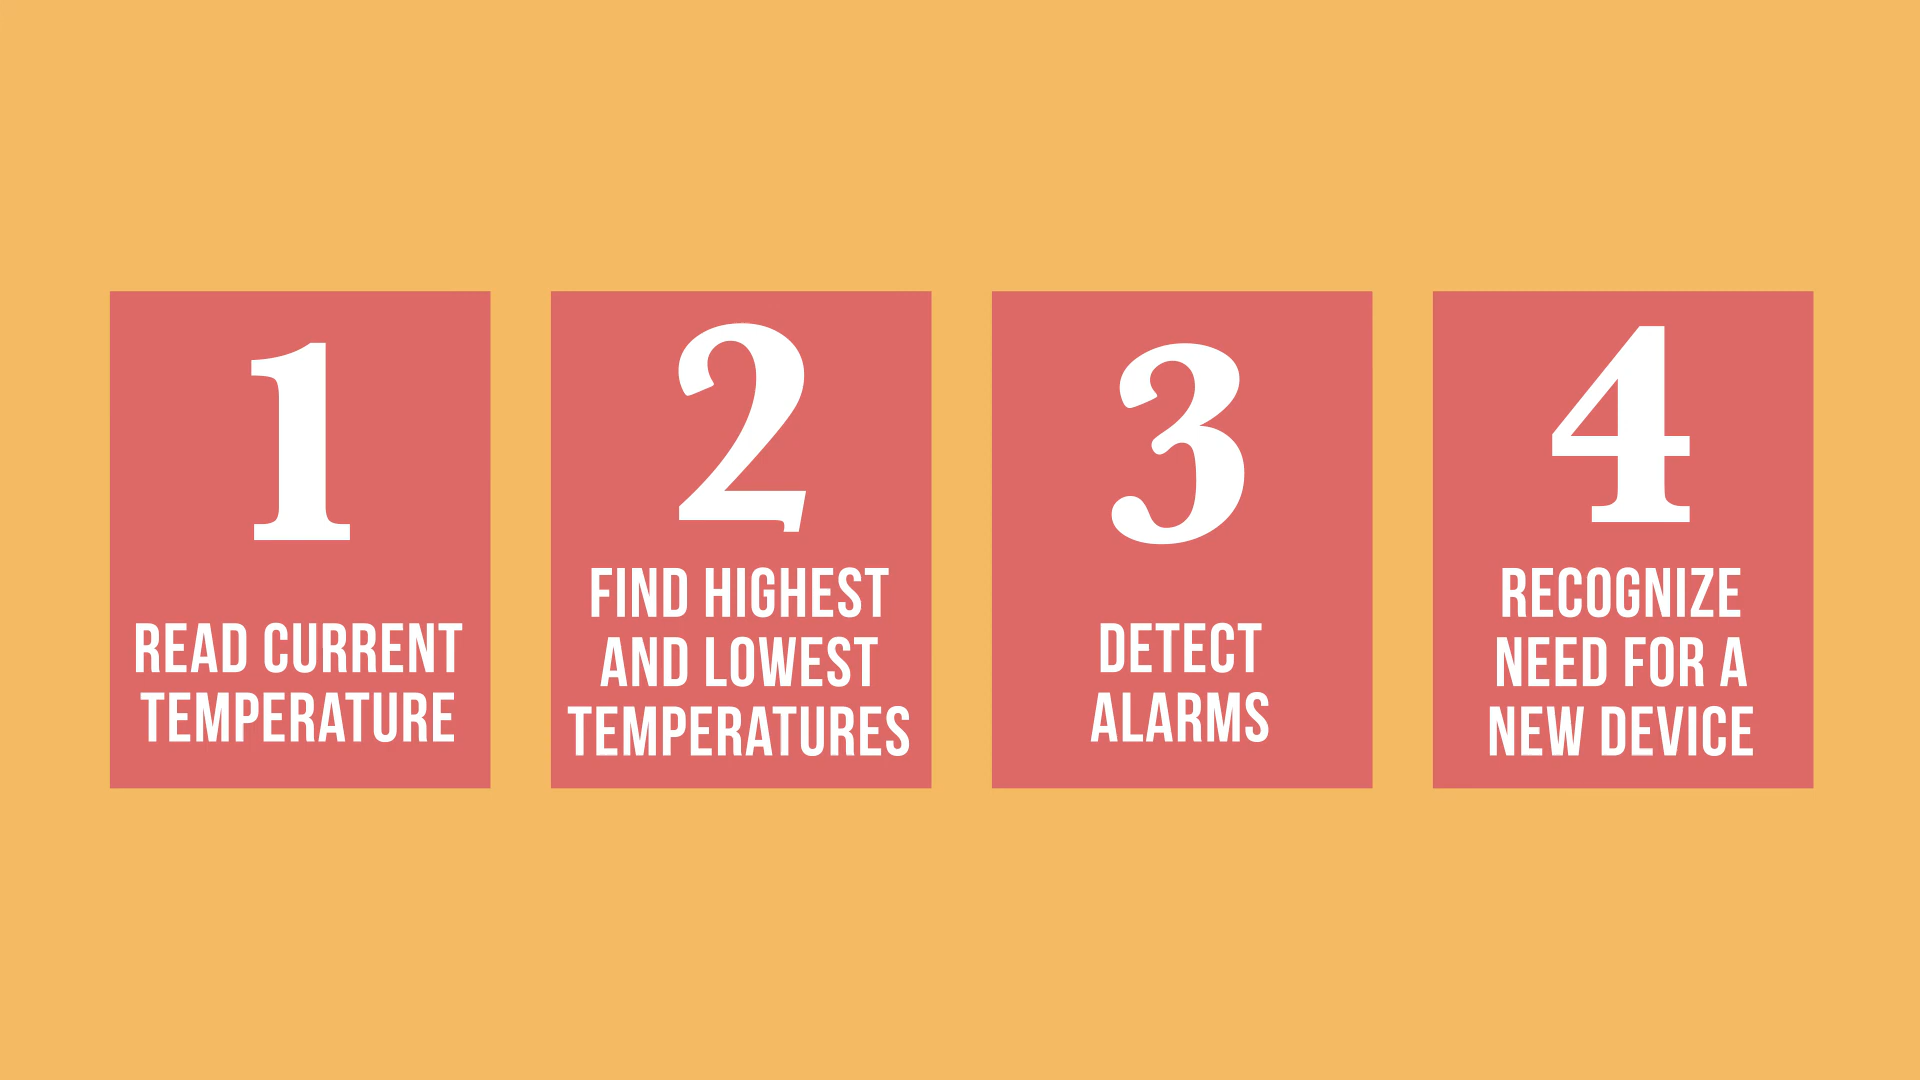 1
READ CURRENT
TEMPERATURE
2
FIND HIGHEST
AND LOWEST
TEMPERATURES
3
DETECT
ALARMS
4
RECOGNIZE
NEED FOR A
NEW DEVICE